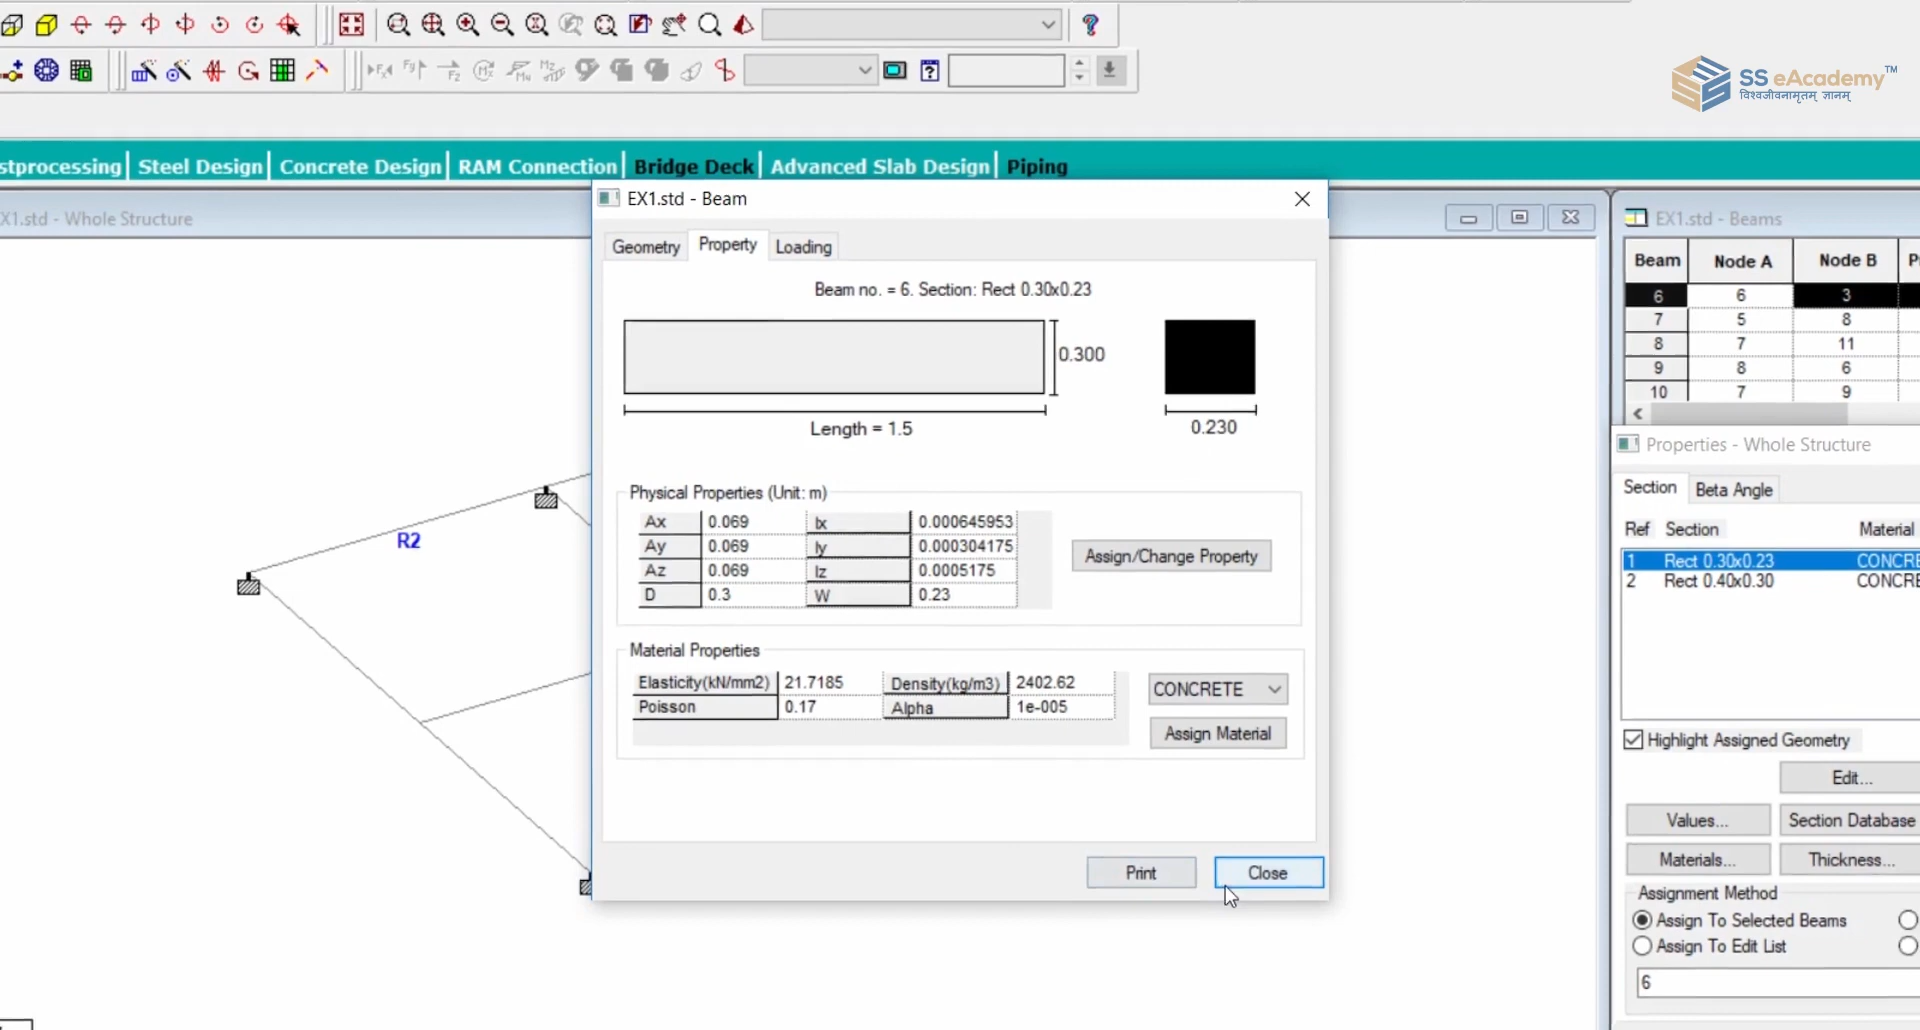 SS eAcademy™
विश्वजीवनामृतम् ज्ञानम्
stprocessing Steel Design Concrete Design RAM Connection Bridge Deck Advanced Slab Design Piping
X1.std - Whole Structure
EX1.std - Beam
Geometry Property Loading
Beam no. = 6. Section: Rect 0.30x0.23
0.300
Length = 1.5
0.230
Physical Properties (Unit: m)
Ax 0.069 Ix 0.000645953
Ay 0.069 Iy 0.000304175
Az 0.069 Iz 0.0005175
D 0.3 W 0.23
Assign/Change Property
Material Properties
Elasticity(kN/mm2) 21.7185 Density(kg/m3) 2402.62
Poisson 0.17 Alpha 1e-005
CONCRETE
Assign Material
Print Close
R2
EX1.std - Beams
Beam Node A Node B P
6 6 3
7 5 8
8 7 11
9 8 6
10 7 9
Properties - Whole Structure
Section Beta Angle
Ref Section Material
1 Rect 0.30x0.23 CONCRE
2 Rect 0.40x0.30 CONCRE
Highlight Assigned Geometry
Edit...
Values... Section Database
Materials... Thickness...
Assignment Method
Assign To Selected Beams
Assign To Edit List
6